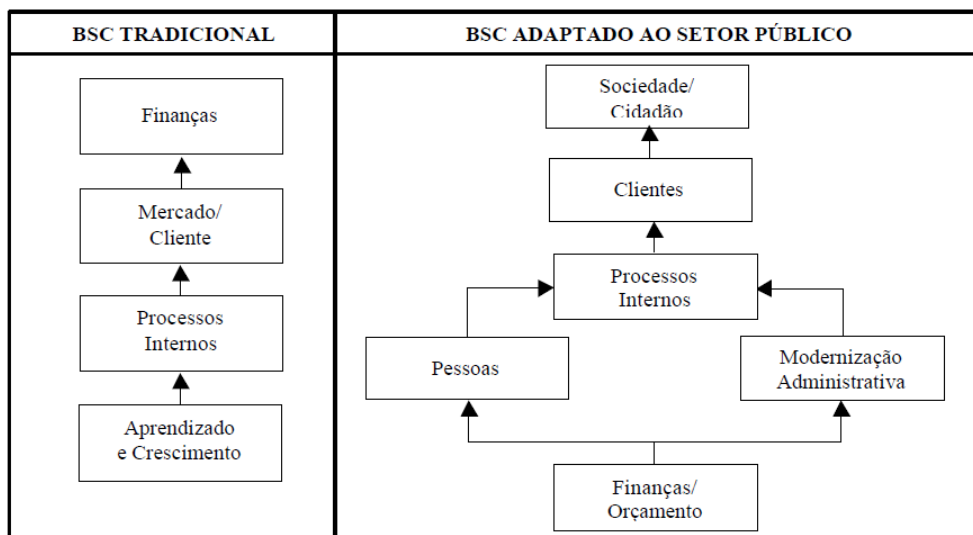 BSC TRADICIONAL
BSC ADAPTADO AO SETOR PÚBLICO
Finanças
Mercado/
Cliente
Processos
Internos
Aprendizado
e Crescimento
Sociedade/
Cidadão
Clientes
Processos
Internos
Pessoas
Modernização
Administrativa
Finanças/
Orçamento